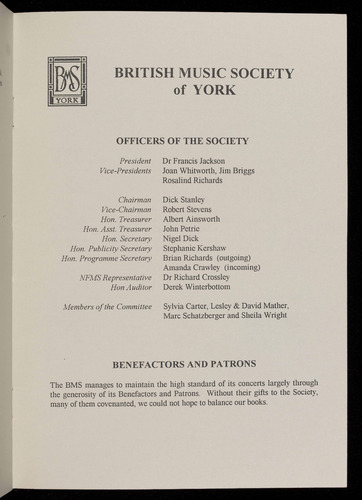 BMS
YORK
BRITISH MUSIC SOCIETY
of YORK
OFFICERS OF THE SOCIETY
President Dr Francis Jackson
Vice-Presidents Joan Whitworth, Jim Briggs
Rosalind Richards
Chairman Dick Stanley
Vice-Chairman Robert Stevens
Hon. Treasurer Albert Ainsworth
Hon. Asst. Treasurer John Petrie
Hon. Secretary Nigel Dick
Hon. Publicity Secretary Stephanie Kershaw
Hon. Programme Secretary Brian Richards (outgoing)
Amanda Crawley (incoming)
NFMS Representative Dr Richard Crossley
Hon Auditor Derek Winterbottom
Members of the Committee Sylvia Carter, Lesley & David Mather,
Marc Schatzberger and Sheila Wright
BENEFACTORS AND PATRONS
The BMS manages to maintain the high standard of its concerts largely through
the generosity of its Benefactors and Patrons. Without their gifts to the Society,
many of them covenanted, we could not hope to balance our books.